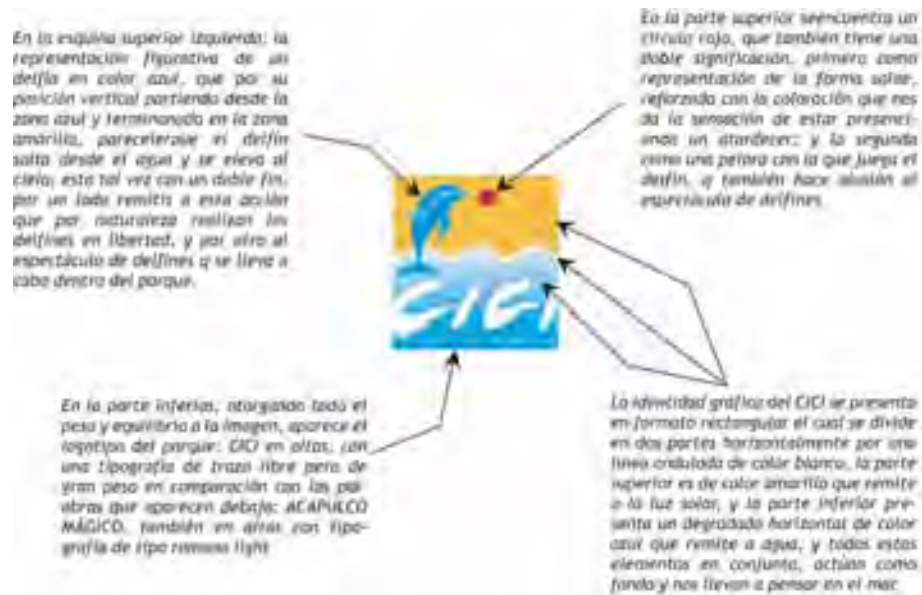 En la esquina superior izquierda: la
representación figurativa de un
delfín en color azul, que por su
posición vertical partiendo desde la
zona azul y terminando en la zona
amarilla, el delfín
salta desde el agua y se eleva al
cielo; esto tal vez con un doble fin,
por un lado remitir a esta acción
que por naturaleza realizan los
delfines en libertad, y por otro al
espectáculo de delfines q se lleva a
cabo dentro del parque.
En la parte superior seencuentra un
círculo rojo, que también tiene una
doble significación, primero como
representación de la forma solar,
reforzada con la coloración que nos
da la sensación de estar presenci-
ando un atardecer; y la segunda
como una pelota con la que juega el
delfín, q también hace alusión al
espectáculo de delfines.
CICI
En la parte inferior, otorgando todo el
peso y equilibrio a la imagen, aparece el
logotipo del parque: CICI en altas, con
una tipografía de trazo libre pero de
gran peso en comparación con las pal-
abras que aparecen debajo: ACAPULCO
MÁGICO, también en altas con tipo-
grafía de tipo romana light
La identidad gráfica del CICI se presenta
en formato rectangular el cual se divide
en dos partes horizontalmente por una
línea ondulada de color blanco, la parte
superior es de color amarillo que remite
a la luz solar, y la parte inferior pre-
senta un degradado horizontal de color
azul que remite a agua, y todos estos
elementos en conjunto, actúan como
fondo y nos llevan a pensar en el mar.